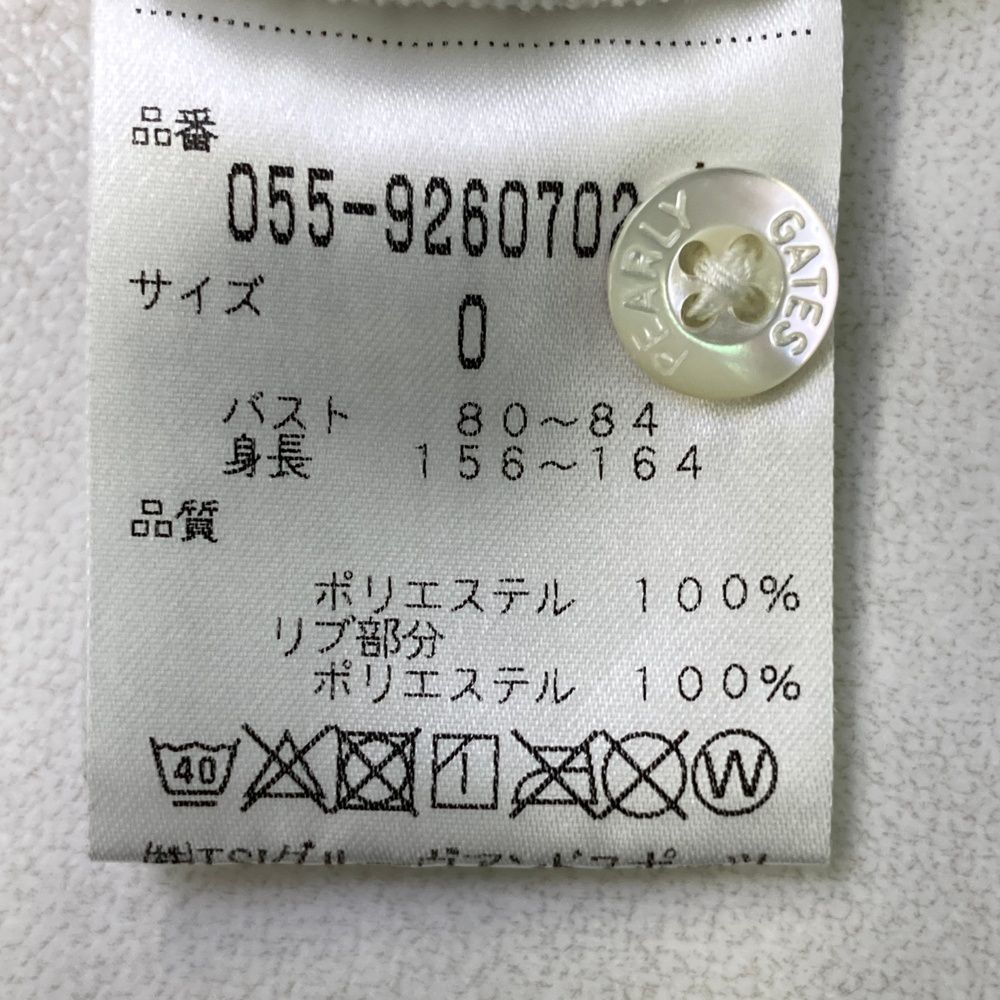 品番
055-9260702
サイズ
0
バスト 80～84
身長 156～164
品質
ポリエステル 100%
リブ部分
ポリエステル 100%
40
W
PEARLY GATES